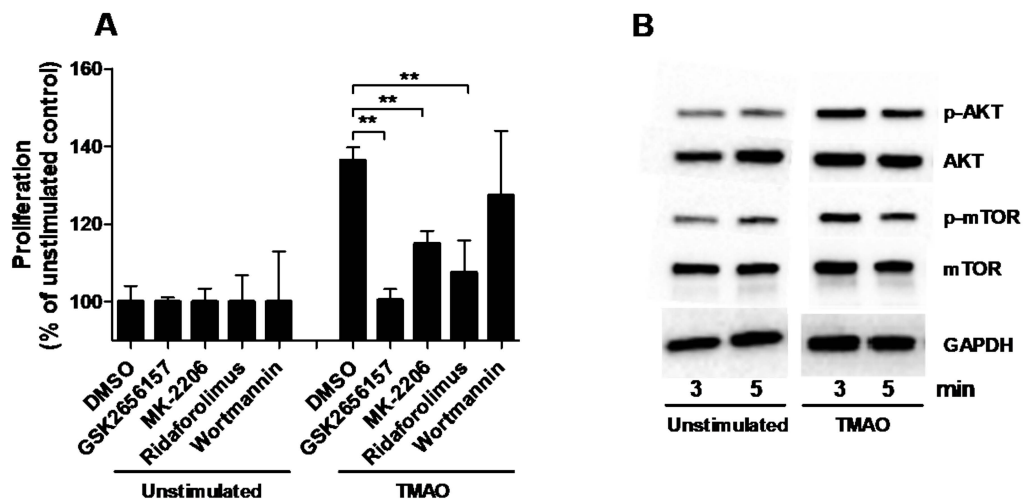 A
Proliferation
(% of unstimulated control)
160
140
120
100
**
**
**
DMSO
GSK2656157
MK-2206
Ridaforolimus
Wortmannin
DMSO
GSK2656157
MK-2206
Ridaforolimus
Wortmannin
Unstimulated
TMAO
B
p-AKT
AKT
p-mTOR
mTOR
GAPDH
3 5 3 5 min
Unstimulated TMAO